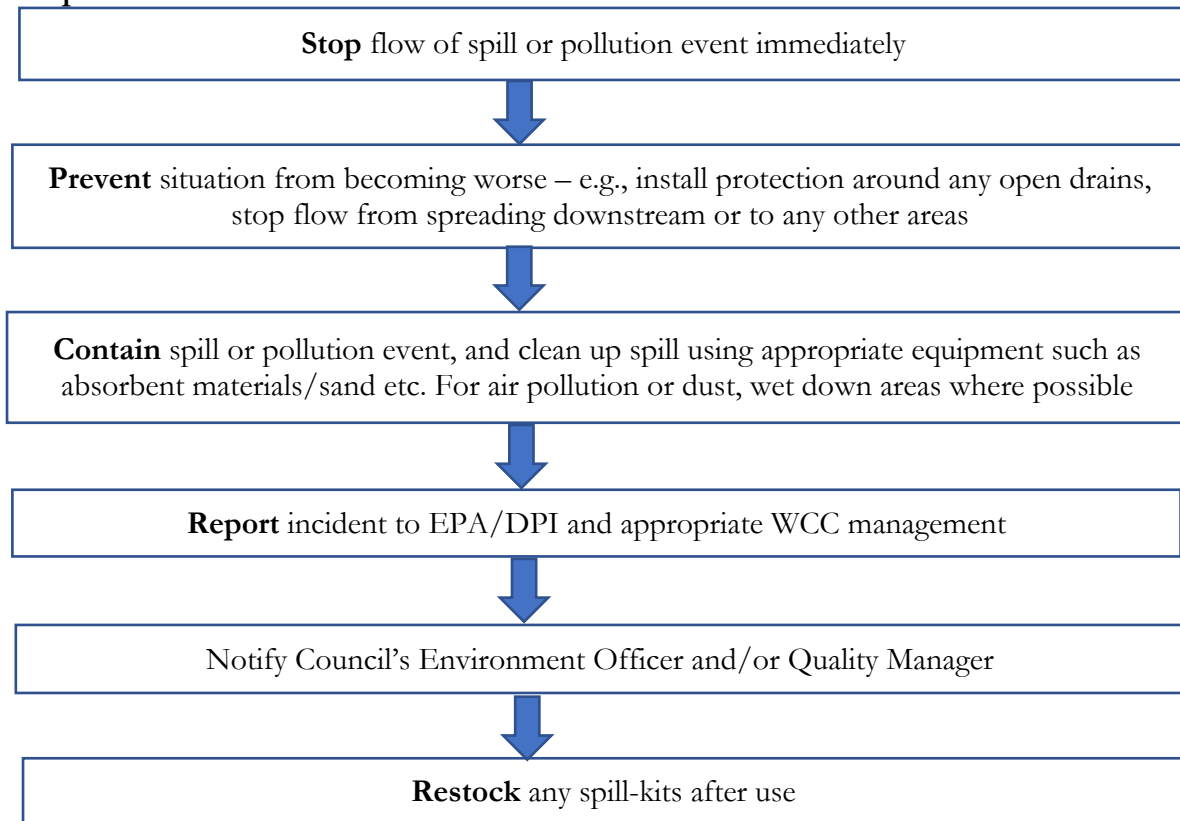 Stop flow of spill or pollution event immediately
Prevent situation from becoming worse – e.g., install protection around any open drains,
stop flow from spreading downstream or to any other areas
Contain spill or pollution event, and clean up spill using appropriate equipment such as
absorbent materials/sand etc. For air pollution or dust, wet down areas where possible
Report incident to EPA/DPI and appropriate WCC management
Notify Council’s Environment Officer and/or Quality Manager
Restock any spill-kits after use